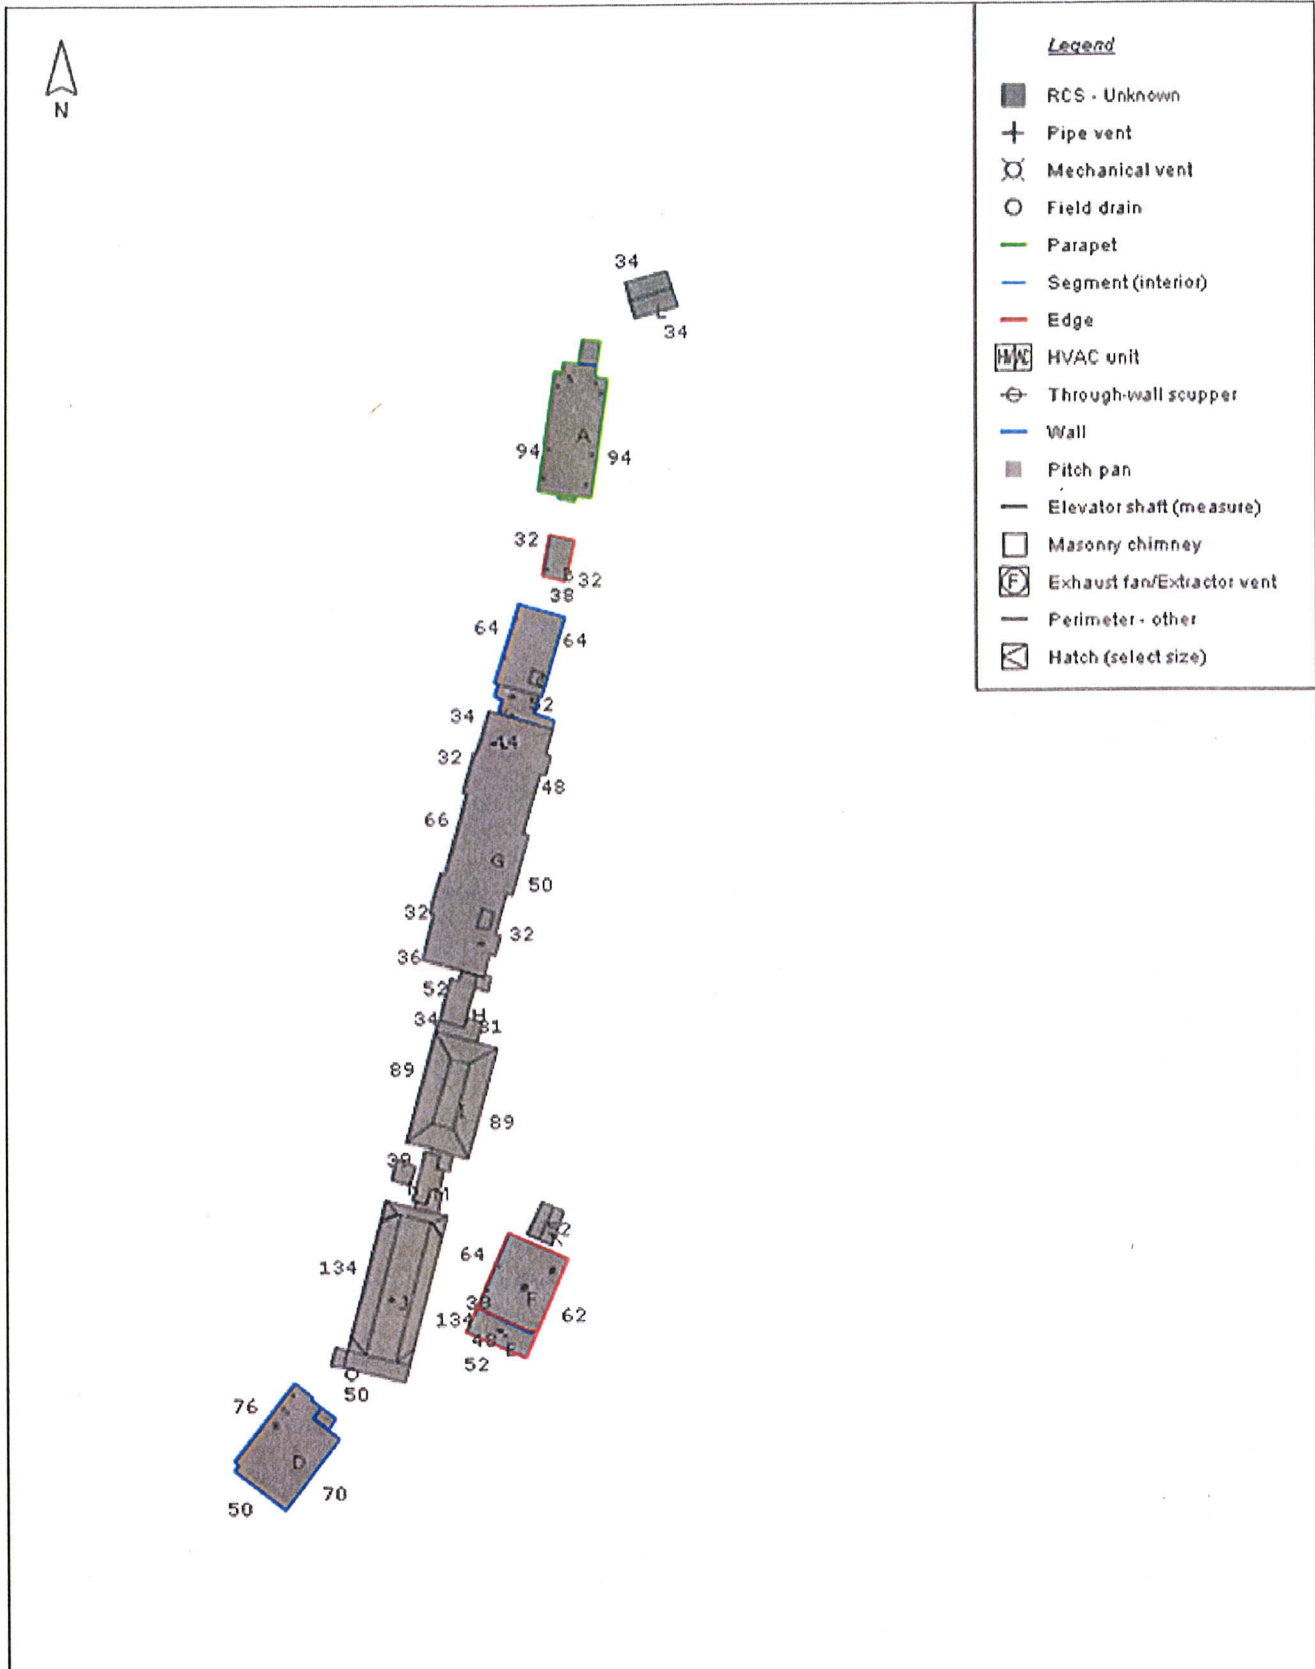 N
Legend
RCS - Unknown
Pipe vent
Mechanical vent
Field drain
Parapet
Segment (interior)
Edge
HVAC HVAC unit
Through-wall scupper
Wall
Pitch pan
Elevator shaft (measure)
Masonry chimney
F Exhaust fan/Extractor vent
Perimeter - other
Hatch (select size)
34
L
34
A
94
94
32
32
38
64
64
34
32
48
66
G
50
32
32
36
52
H
34
89
89
M
64
134
J
F
62
134
52
E
50
76
D
70
50